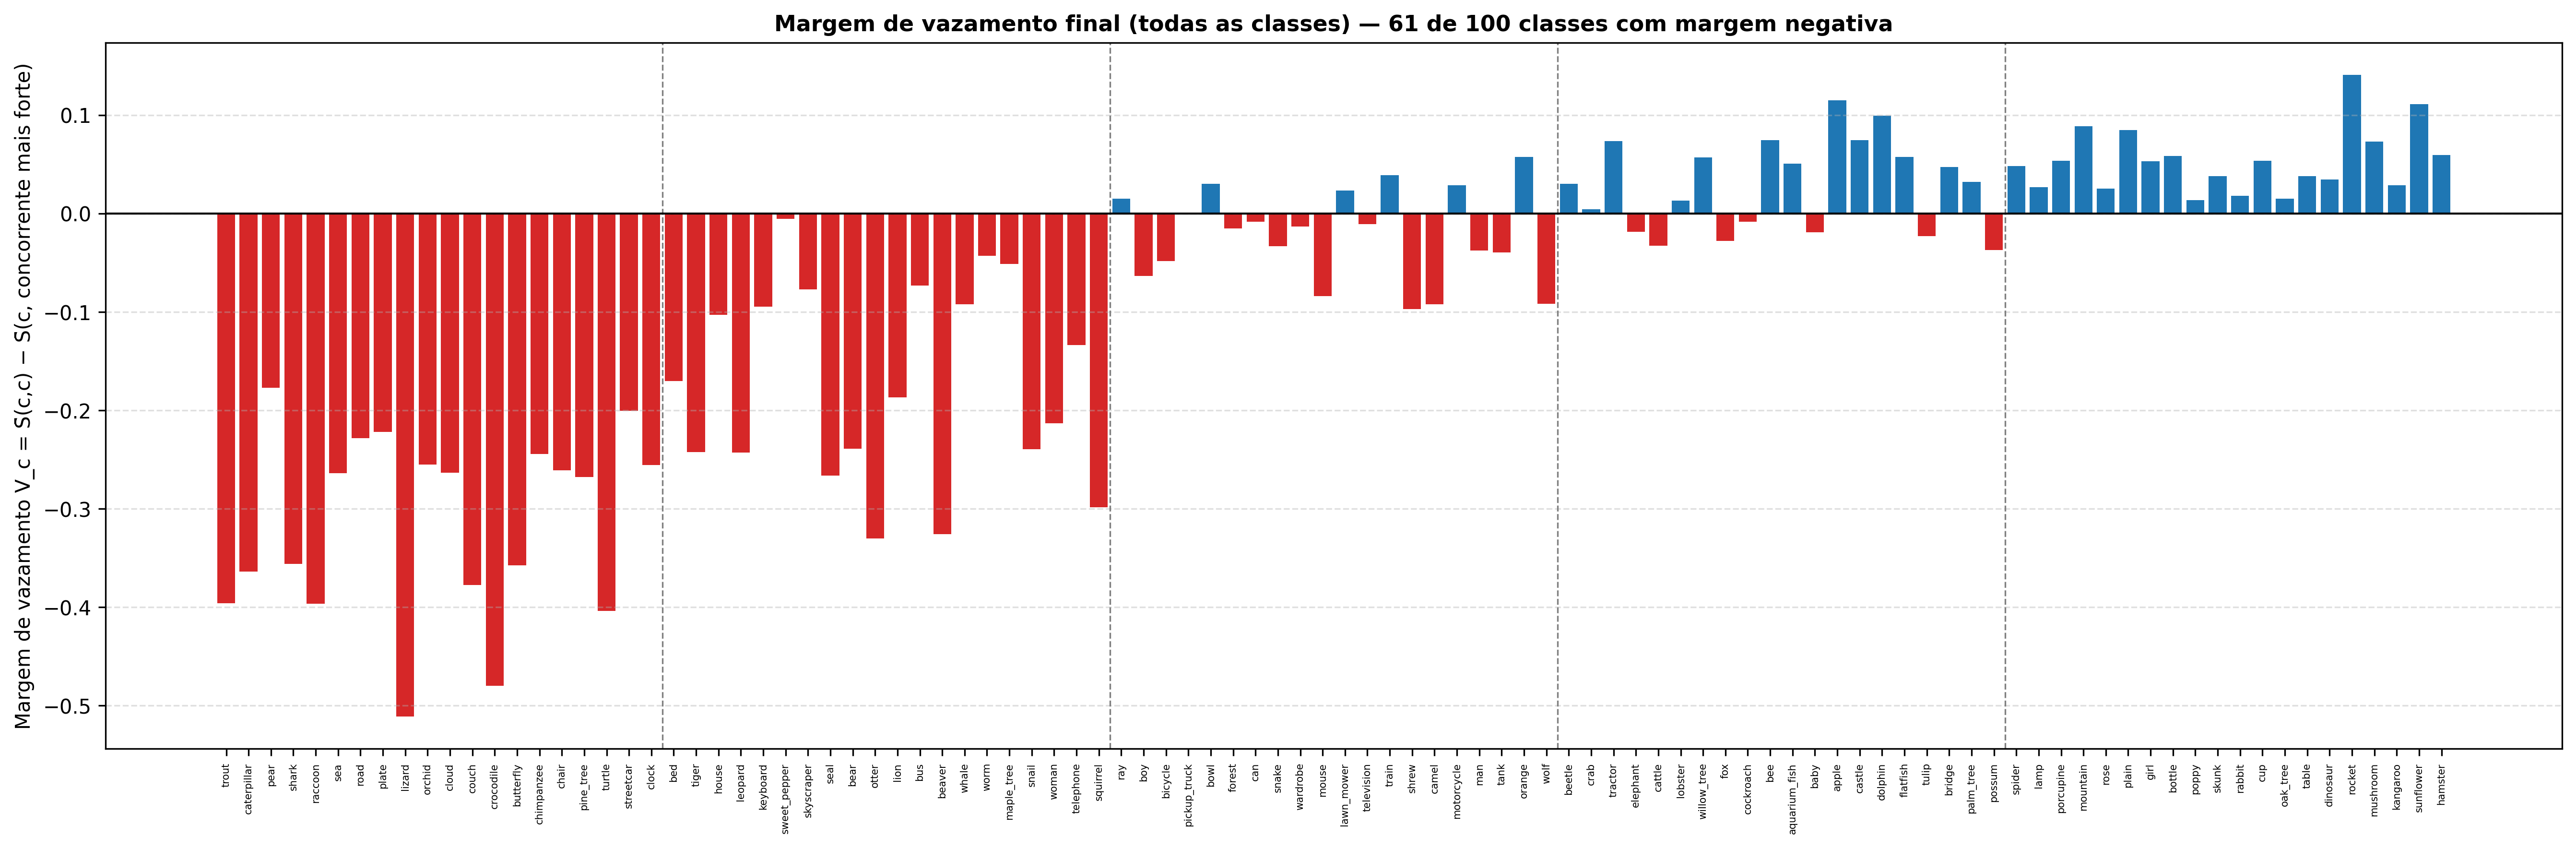 Margem de vazamento final (todas as classes) — 61 de 100 classes com margem negativa
Margem de vazamento V_c = S(c,c) − S(c, concorrente mais forte)
0.1
0.0
−0.1
−0.2
−0.3
−0.4
−0.5
trout
caterpillar
pear
shark
raccoon
sea
road
plate
lizard
orchid
cloud
couch
crocodile
butterfly
chimpanzee
chair
pine_tree
turtle
streetcar
clock
bed
tiger
house
leopard
keyboard
sweet_pepper
skyscraper
seal
bear
otter
lion
bus
beaver
whale
worm
maple_tree
snail
woman
telephone
squirrel
ray
boy
bicycle
pickup_truck
bowl
forest
can
snake
wardrobe
mouse
lawn_mower
television
train
shrew
camel
motorcycle
man
tank
orange
wolf
beetle
crab
tractor
elephant
cattle
lobster
willow_tree
fox
cockroach
bee
aquarium_fish
baby
apple
castle
dolphin
flatfish
tulip
bridge
palm_tree
possum
spider
lamp
porcupine
mountain
rose
plain
girl
bottle
poppy
skunk
rabbit
cup
oak_tree
table
dinosaur
rocket
mushroom
kangaroo
sunflower
hamster